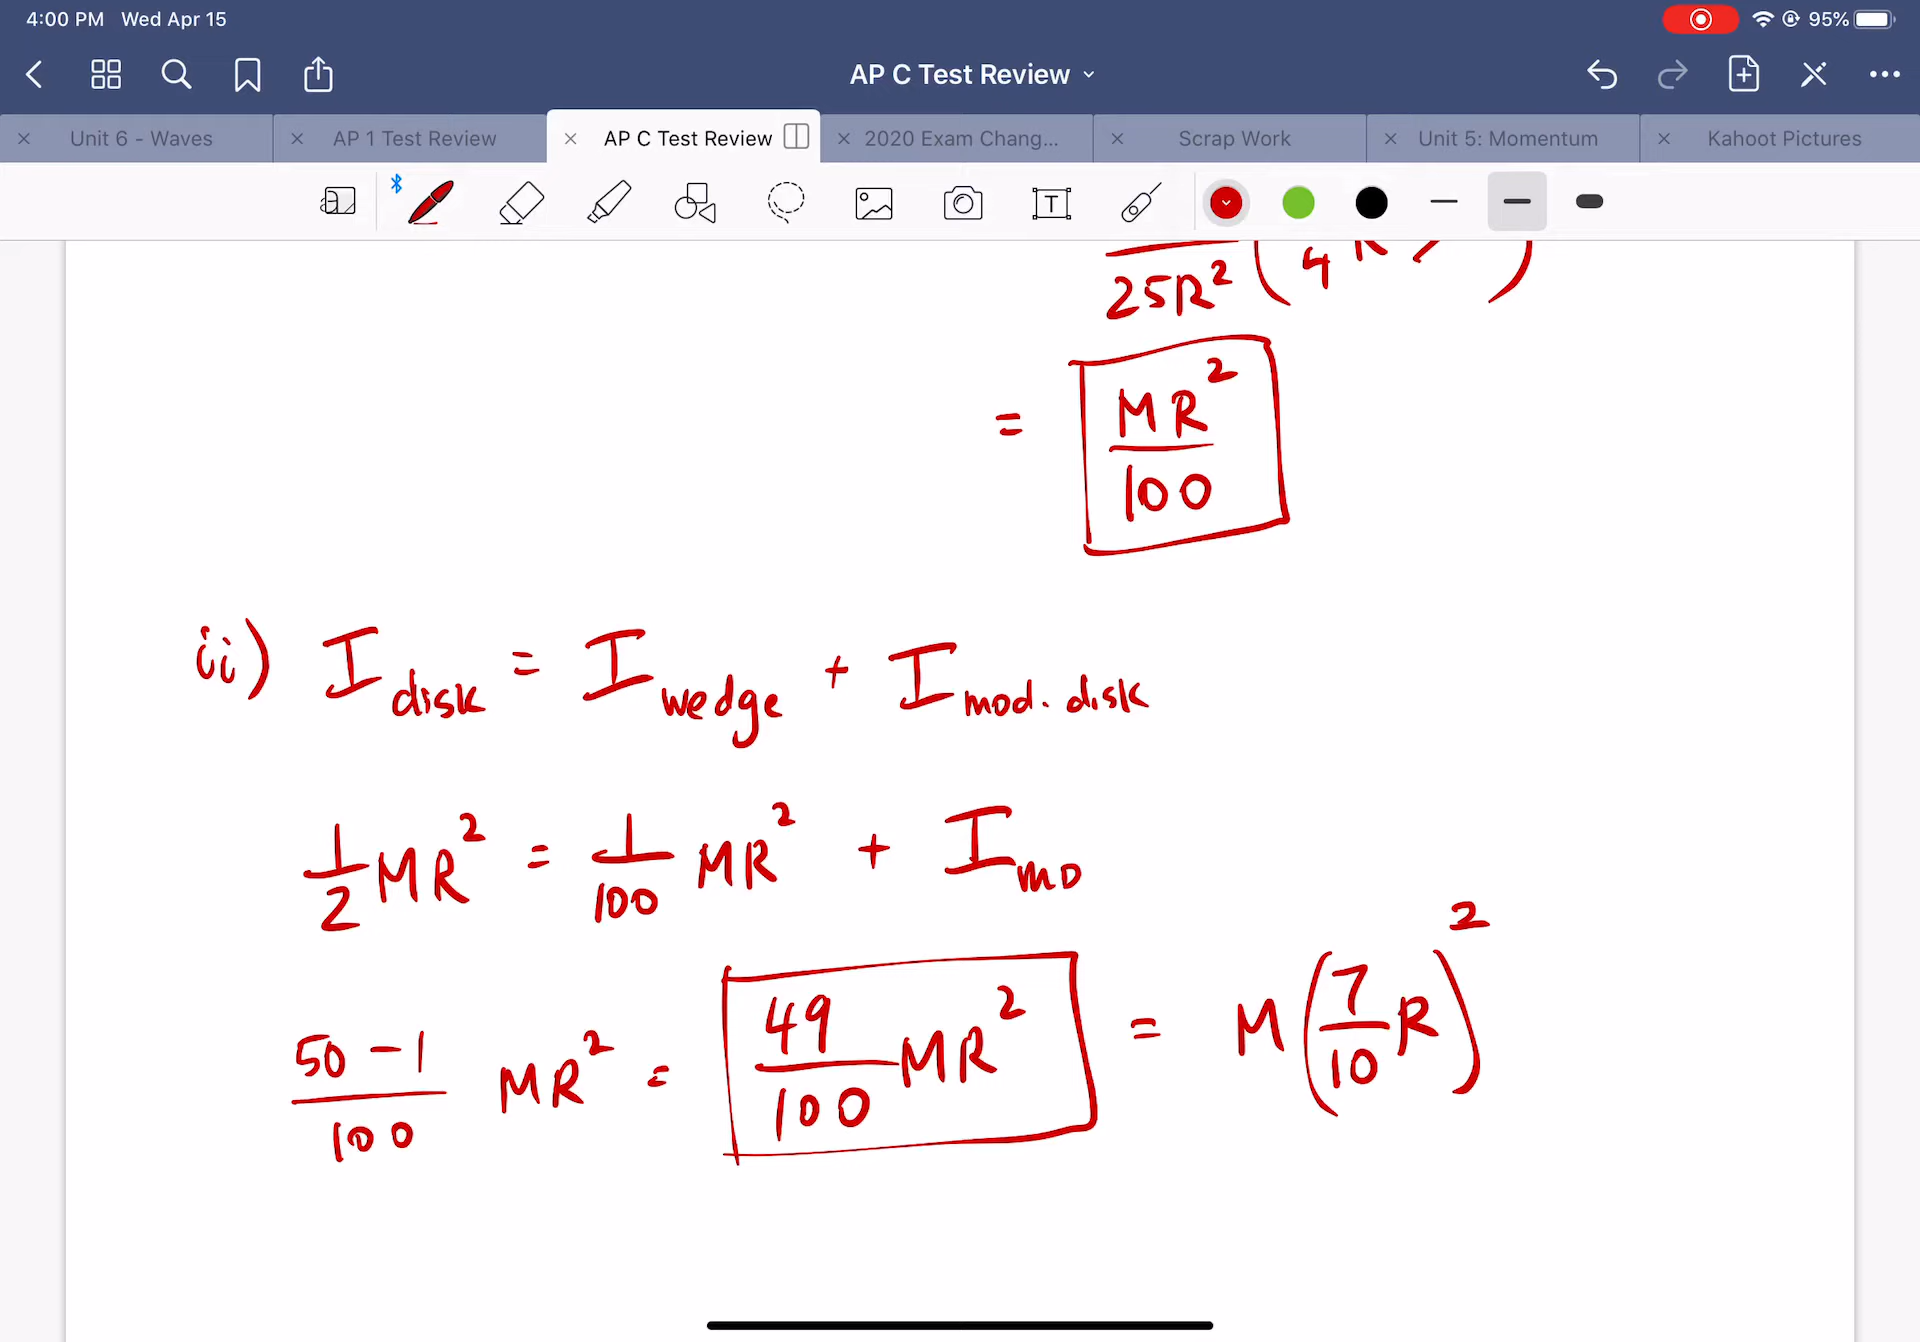 4:00 PM Wed Apr 15 95%
AP C Test Review
Unit 6 - Waves AP 1 Test Review AP C Test Review 2020 Exam Chang... Scrap Work Unit 5: Momentum Kahoot Pictures
25R² ( 4 R )
= MR²/100
ii) I disk = I wedge + I mod. disk
1/2 MR² = 1/100 MR² + I MD
50-1/100 MR² = 49/100 MR² = M(7/10 R)²